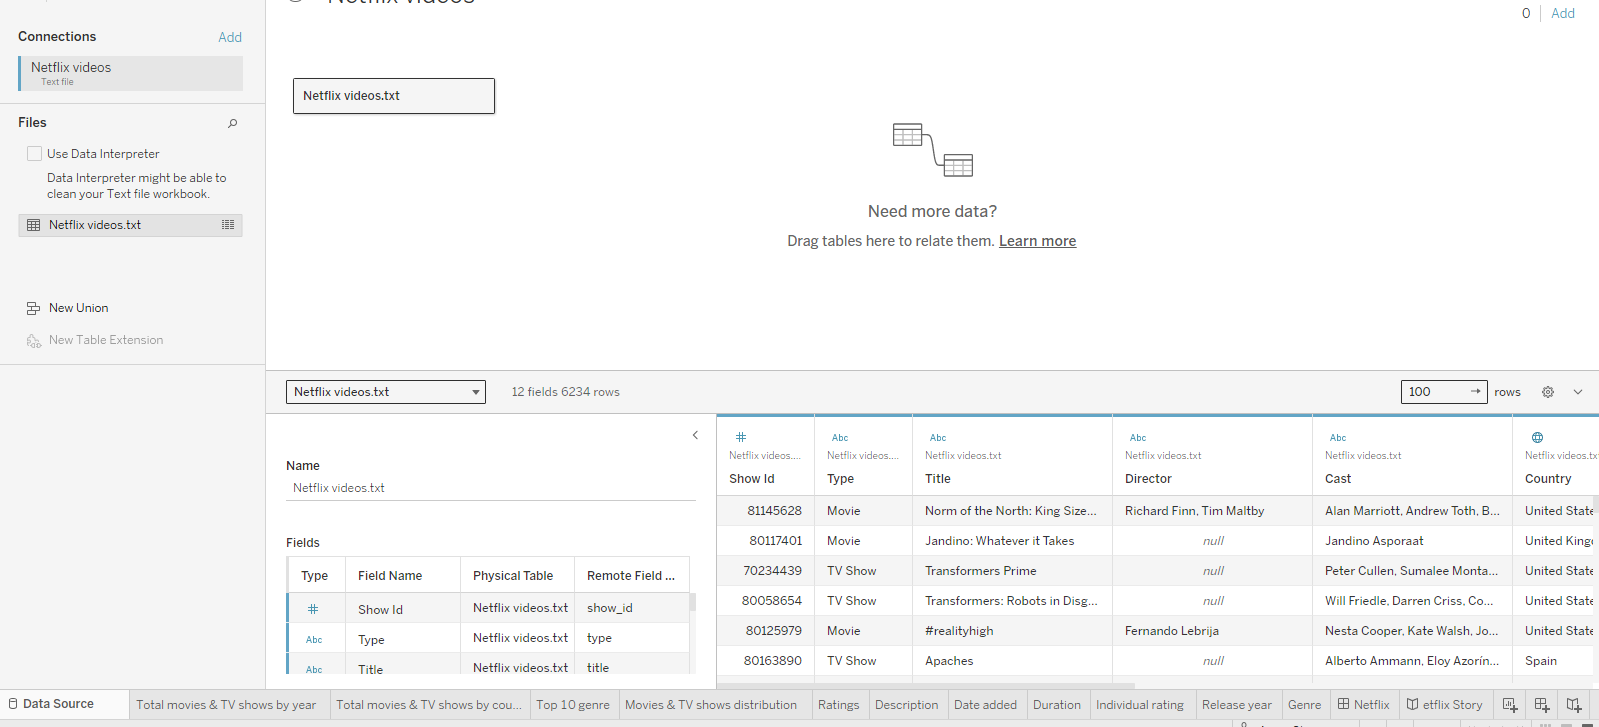 Netflix videos
0 Add
Connections Add
Netflix videos
Text file
Netflix videos.txt
Files
Use Data Interpreter
Data Interpreter might be able to
clean your Text file workbook.
Netflix videos.txt
New Union
New Table Extension
Need more data?
Drag tables here to relate them. Learn more
Netflix videos.txt 12 fields 6234 rows 100 → rows
Name
Netflix videos.txt
Fields
Type Field Name Physical Table Remote Field ...
# Show Id Netflix videos.txt show_id
Abc Type Netflix videos.txt type
Abc Title Netflix videos.txt title
# Abc Abc Abc Abc
Netflix videos.... Netflix videos.... Netflix videos.txt Netflix videos.txt Netflix videos.txt Netflix videos.tx
Show Id Type Title Director Cast Country
81145628 Movie Norm of the North: King Size... Richard Finn, Tim Maltby Alan Marriott, Andrew Toth, B... United State
80117401 Movie Jandino: Whatever it Takes null Jandino Asporaat United King
70234439 TV Show Transformers Prime null Peter Cullen, Sumalee Monta... United State
80058654 TV Show Transformers: Robots in Disg... null Will Friedle, Darren Criss, Co... United State
80125979 Movie #realityhigh Fernando Lebrija Nesta Cooper, Kate Walsh, Jo... United State
80163890 TV Show Apaches null Alberto Ammann, Eloy Azorín... Spain
Data Source Total movies & TV shows by year Total movies & TV shows by cou... Top 10 genre Movies & TV shows distribution Ratings Description Date added Duration Individual rating Release year Genre Netflix etflix Story